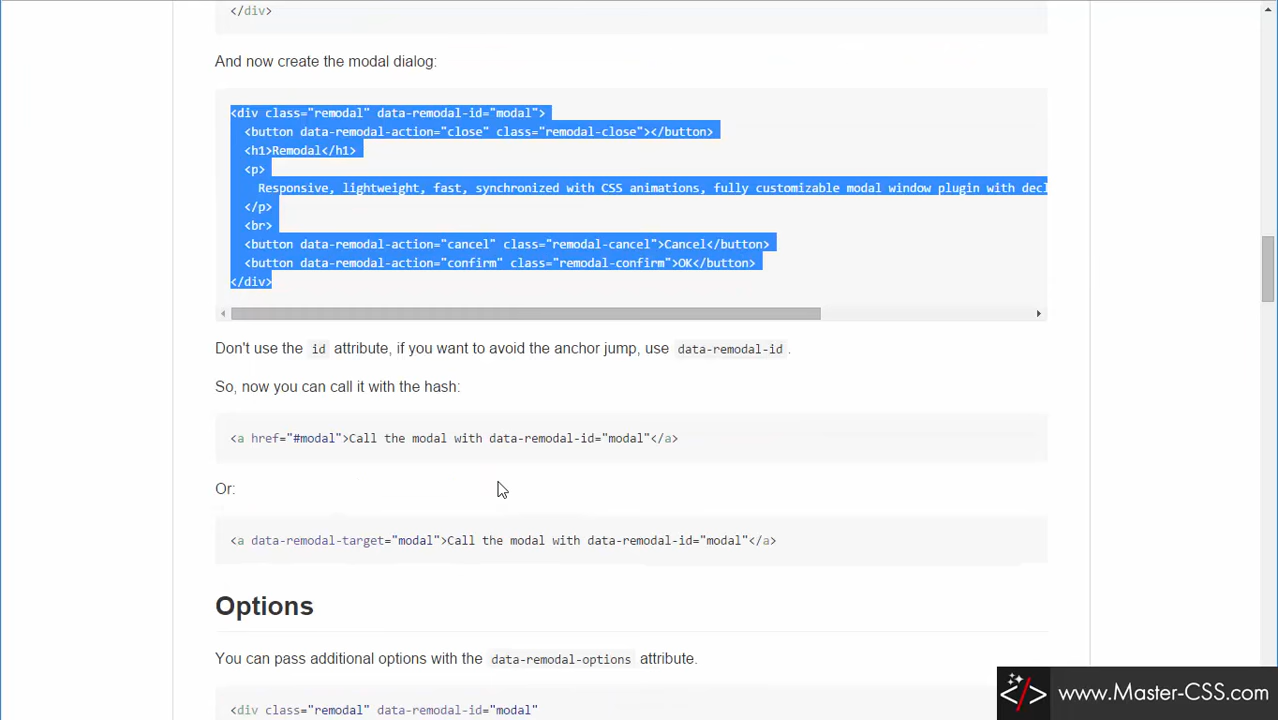 </div>
And now create the modal dialog:
<div class="remodal" data-remodal-id="modal">
<button data-remodal-action="close" class="remodal-close"></button>
<h1>Remodal</h1>
<p>
Responsive, lightweight, fast, synchronized with CSS animations, fully customizable modal window plugin with decl
</p>
<br>
<button data-remodal-action="cancel" class="remodal-cancel">Cancel</button>
<button data-remodal-action="confirm" class="remodal-confirm">OK</button>
</div>
Don't use the id attribute, if you want to avoid the anchor jump, use data-remodal-id.
So, now you can call it with the hash:
<a href="#modal">Call the modal with data-remodal-id="modal"</a>
Or:
<a data-remodal-target="modal">Call the modal with data-remodal-id="modal"</a>
Options
You can pass additional options with the data-remodal-options attribute.
<div class="remodal" data-remodal-id="modal"
</> www.Master-CSS.com